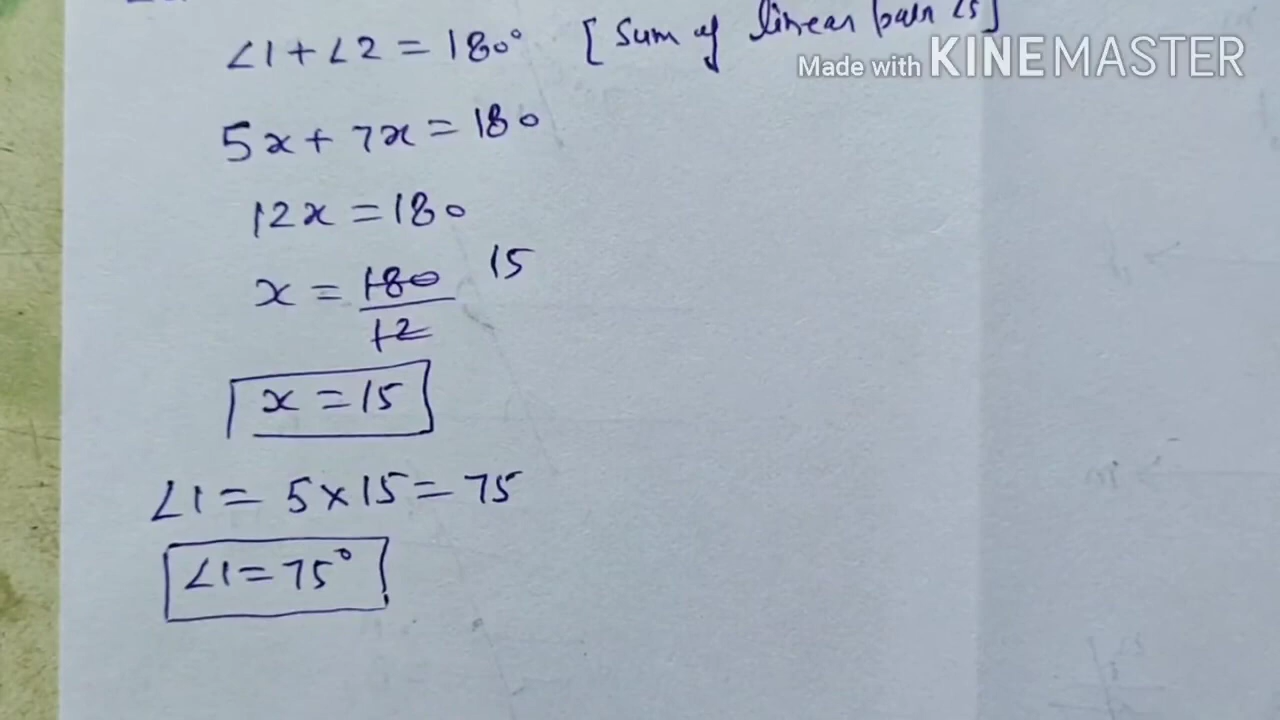 ∠1 + ∠2 = 180° [Sum of linear pair ∠s]
Made with KINEMASTER
5x + 7x = 180
12x = 180
x = 180/12 15
x = 15
∠1 = 5 × 15 = 75
∠1 = 75°